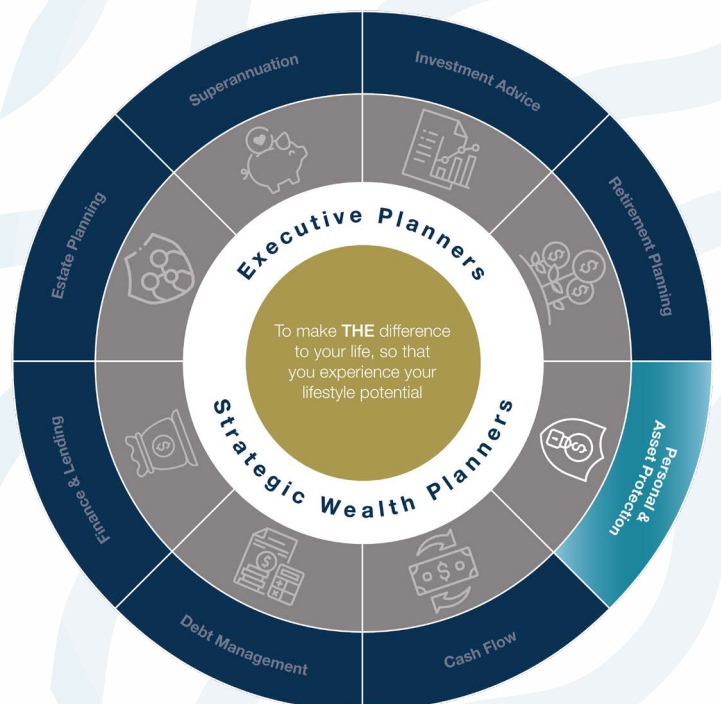 Superannuation
Investment Advice
Retirement Planning
Personal &
Asset Protection
Cash Flow
Debt Management
Finance & Lending
Estate Planning
Executive Planners
To make THE difference
to your life, so that
you experience your
lifestyle potential
Strategic Wealth Planners